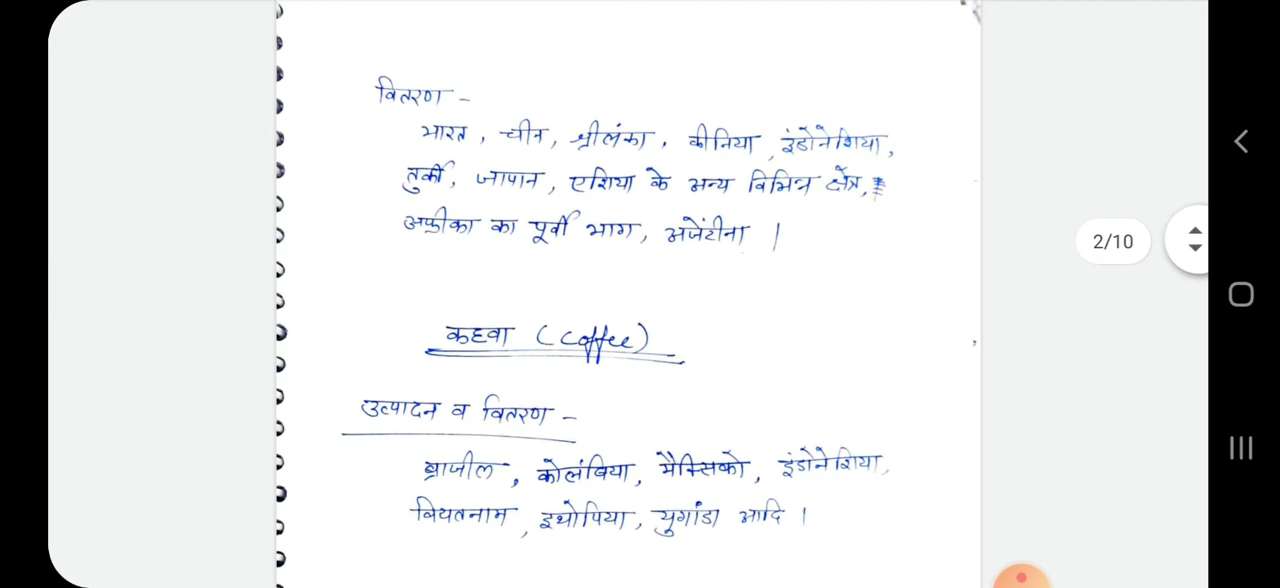 वितरण -
भारत, चीन, श्रीलंका, कीनिया, इंडोनेशिया,
तुर्की, जापान, एशिया के अन्य विभिन्न क्षेत्र,
अफ्रीका का पूर्वी भाग, अर्जेंटीना ।
2/10
कहवा (Coffee)
उत्पादन व वितरण -
ब्राजील, कोलंबिया, मैक्सिको, इंडोनेशिया,
वियतनाम, इथोपिया, युगांडा आदि ।